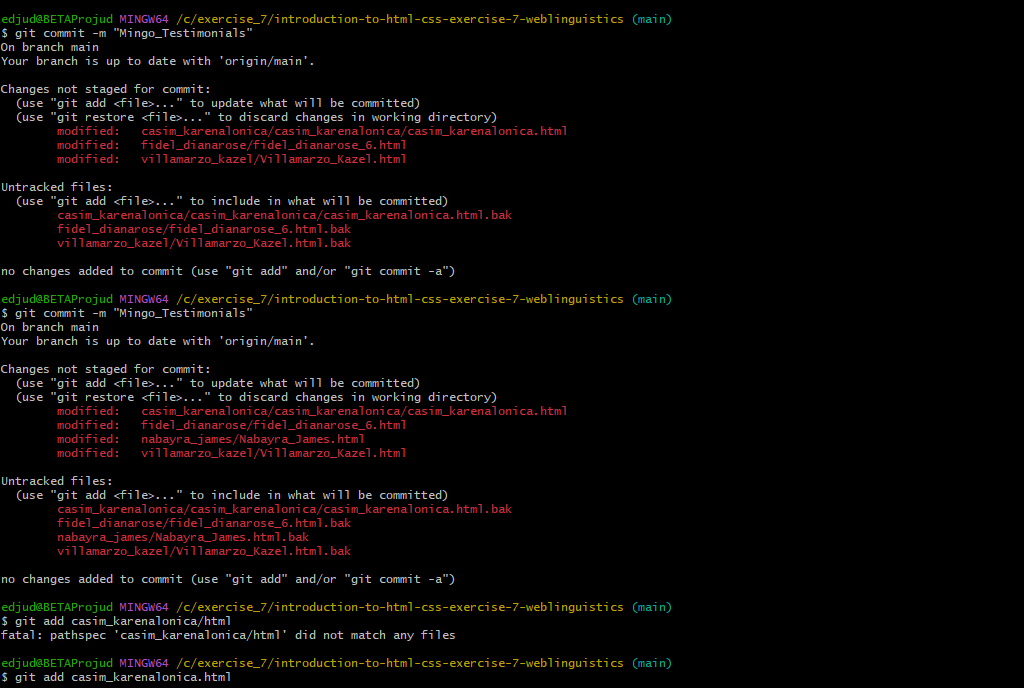 edjud@BETAProjud MINGW64 /c/exercise_7/introduction-to-html-css-exercise-7-weblinguistics (main)
$ git commit -m "Mingo_Testimonials"
On branch main
Your branch is up to date with 'origin/main'.
Changes not staged for commit:
(use "git add <file>..." to update what will be committed)
(use "git restore <file>..." to discard changes in working directory)
modified: casim_karenalonica/casim_karenalonica/casim_karenalonica.html
modified: fidel_dianarose/fidel_dianarose_6.html
modified: villamarzo_kazel/Villamarzo_Kazel.html
Untracked files:
(use "git add <file>..." to include in what will be committed)
casim_karenalonica/casim_karenalonica/casim_karenalonica.html.bak
fidel_dianarose/fidel_dianarose_6.html.bak
villamarzo_kazel/Villamarzo_Kazel.html.bak
no changes added to commit (use "git add" and/or "git commit -a")
edjud@BETAProjud MINGW64 /c/exercise_7/introduction-to-html-css-exercise-7-weblinguistics (main)
$ git commit -m "Mingo_Testimonials"
On branch main
Your branch is up to date with 'origin/main'.
Changes not staged for commit:
(use "git add <file>..." to update what will be committed)
(use "git restore <file>..." to discard changes in working directory)
modified: casim_karenalonica/casim_karenalonica/casim_karenalonica.html
modified: fidel_dianarose/fidel_dianarose_6.html
modified: nabayra_james/Nabayra_James.html
modified: villamarzo_kazel/Villamarzo_Kazel.html
Untracked files:
(use "git add <file>..." to include in what will be committed)
casim_karenalonica/casim_karenalonica/casim_karenalonica.html.bak
fidel_dianarose/fidel_dianarose_6.html.bak
nabayra_james/Nabayra_James.html.bak
villamarzo_kazel/Villamarzo_Kazel.html.bak
no changes added to commit (use "git add" and/or "git commit -a")
edjud@BETAProjud MINGW64 /c/exercise_7/introduction-to-html-css-exercise-7-weblinguistics (main)
$ git add casim_karenalonica/html
fatal: pathspec 'casim_karenalonica/html' did not match any files
edjud@BETAProjud MINGW64 /c/exercise_7/introduction-to-html-css-exercise-7-weblinguistics (main)
$ git add casim_karenalonica.html